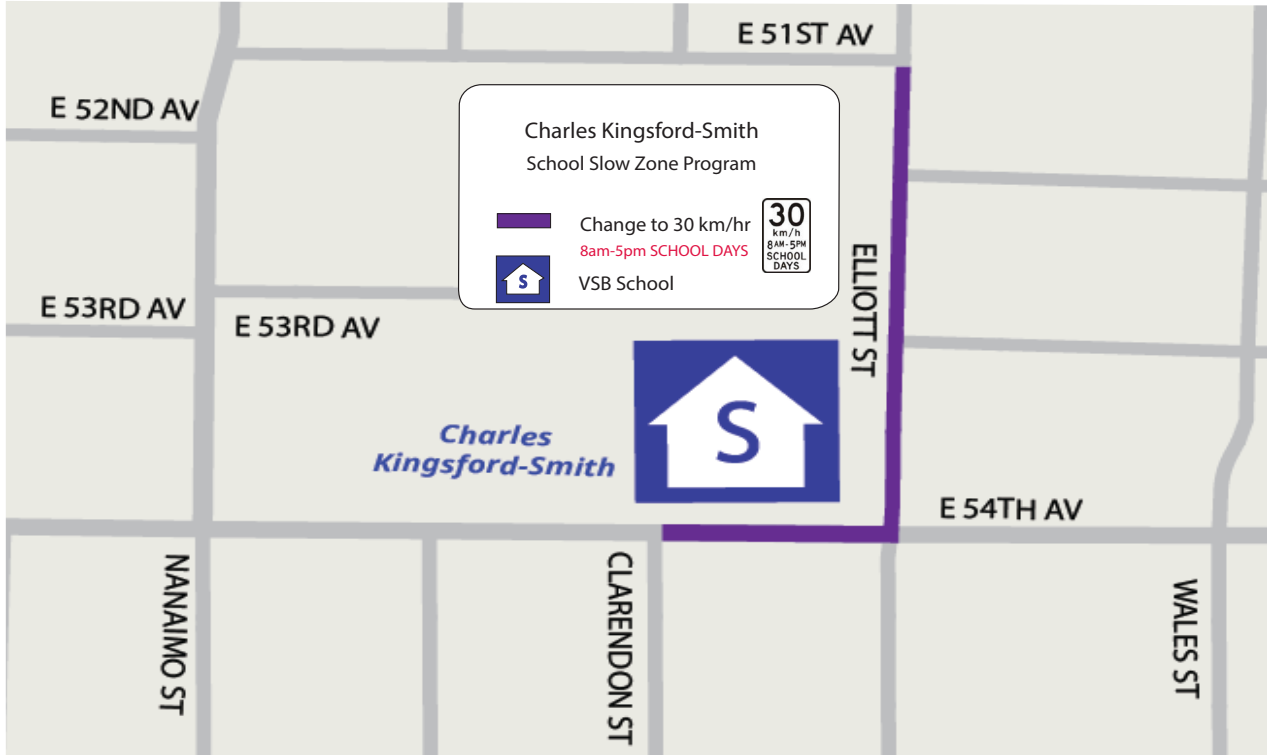 E 51ST AV
E 52ND AV
Charles Kingsford-Smith
School Slow Zone Program
Change to 30 km/hr
8am-5pm SCHOOL DAYS
30
km/h
8AM-5PM
SCHOOL
DAYS
S
VSB School
ELLIOTT ST
E 53RD AV
E 53RD AV
S
Charles
Kingsford-Smith
E 54TH AV
NANAIMO ST
CLARENDON ST
WALES ST